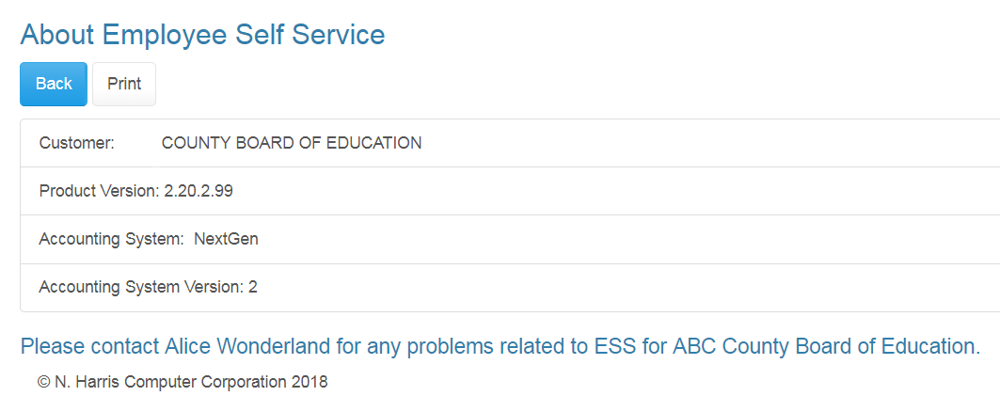 About Employee Self Service
Back Print
Customer: COUNTY BOARD OF EDUCATION
Product Version: 2.20.2.99
Accounting System: NextGen
Accounting System Version: 2
Please contact Alice Wonderland for any problems related to ESS for ABC County Board of Education.
© N. Harris Computer Corporation 2018